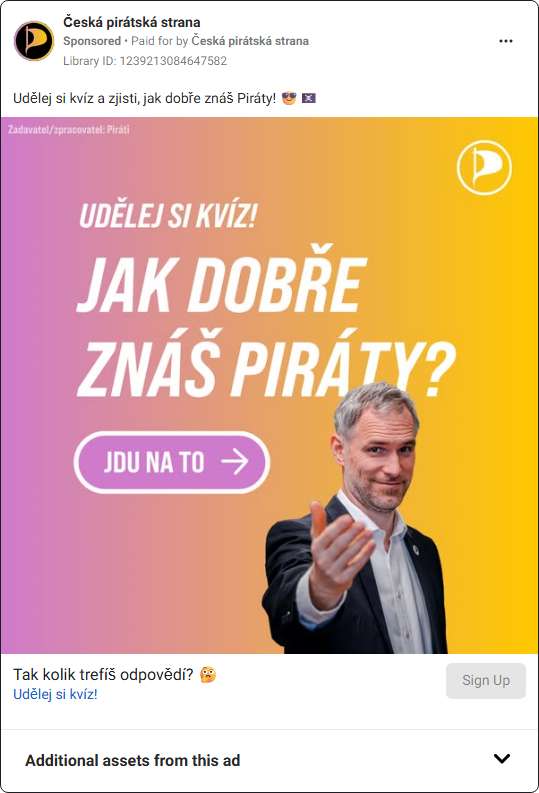 Česká pirátská strana
Sponsored • Paid for by Česká pirátská strana
Library ID: 1239213084647582
Udělej si kvíz a zjisti, jak dobře znáš Piráty! 😎 🏴‍☠️
Zadavatel/zpracovatel: Piráti
UDĚLEJ SI KVÍZ!
JAK DOBŘE
ZNÁŠ PIRÁTY?
JDU NA TO →
Tak kolik trefíš odpovědí? 🤔
Udělej si kvíz!
Sign Up
Additional assets from this ad